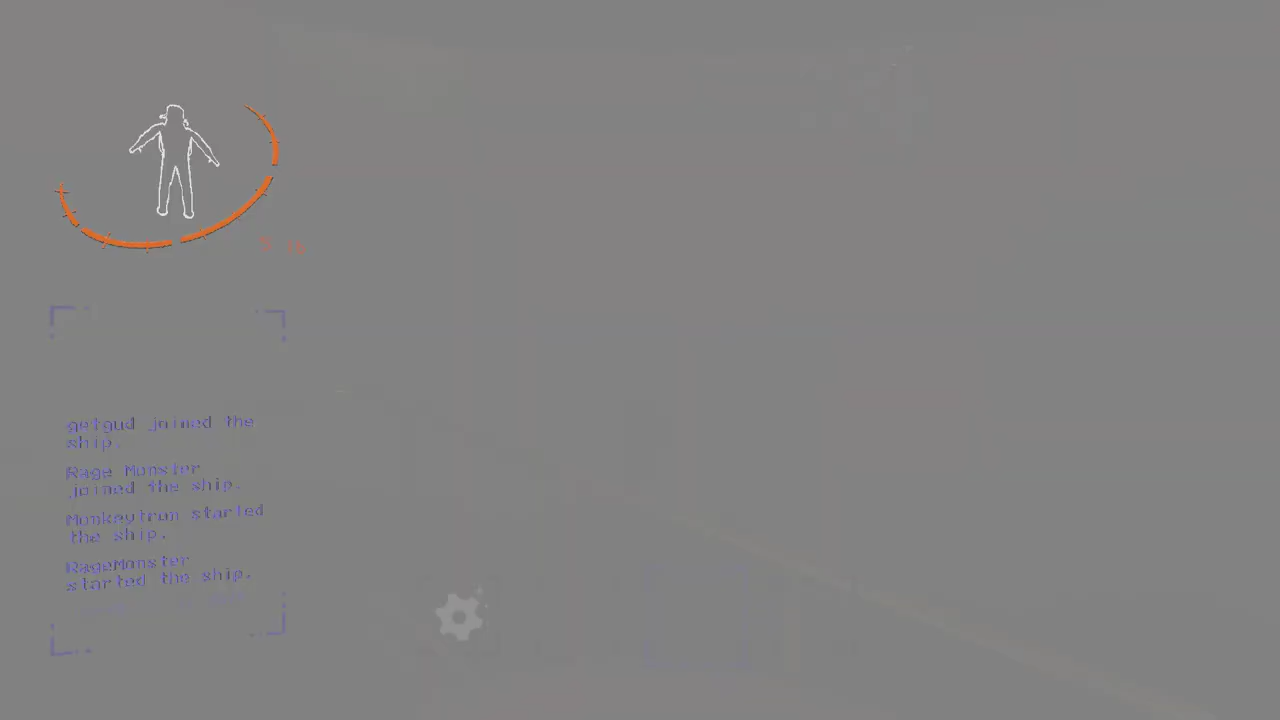 getgud joined the
ship.
Rage Monster
joined the ship.
Monkeytron started
the ship.
RageMonster
started the ship.